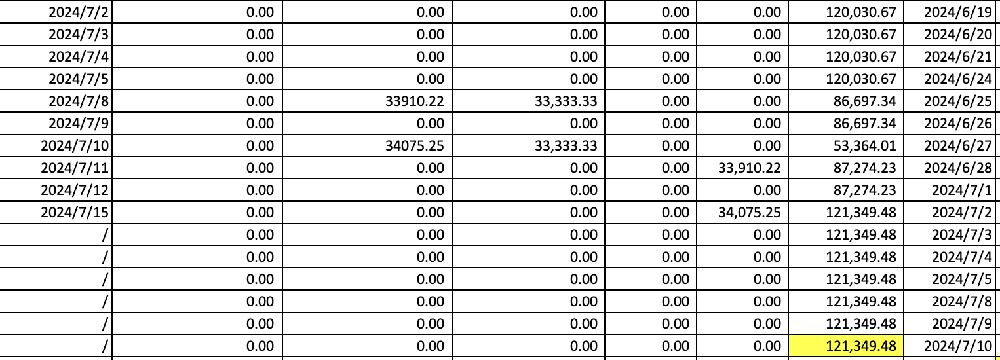 2024/7/2 0.00 0.00 0.00 0.00 0.00 120,030.67 2024/6/19
2024/7/3 0.00 0.00 0.00 0.00 0.00 120,030.67 2024/6/20
2024/7/4 0.00 0.00 0.00 0.00 0.00 120,030.67 2024/6/21
2024/7/5 0.00 0.00 0.00 0.00 0.00 120,030.67 2024/6/24
2024/7/8 0.00 33910.22 33,333.33 0.00 0.00 86,697.34 2024/6/25
2024/7/9 0.00 0.00 0.00 0.00 0.00 86,697.34 2024/6/26
2024/7/10 0.00 34075.25 33,333.33 0.00 0.00 53,364.01 2024/6/27
2024/7/11 0.00 0.00 0.00 0.00 33,910.22 87,274.23 2024/6/28
2024/7/12 0.00 0.00 0.00 0.00 0.00 87,274.23 2024/7/1
2024/7/15 0.00 0.00 0.00 0.00 34,075.25 121,349.48 2024/7/2
/ 0.00 0.00 0.00 0.00 0.00 121,349.48 2024/7/3
/ 0.00 0.00 0.00 0.00 0.00 121,349.48 2024/7/4
/ 0.00 0.00 0.00 0.00 0.00 121,349.48 2024/7/5
/ 0.00 0.00 0.00 0.00 0.00 121,349.48 2024/7/8
/ 0.00 0.00 0.00 0.00 0.00 121,349.48 2024/7/9
/ 0.00 0.00 0.00 0.00 0.00 121,349.48 2024/7/10